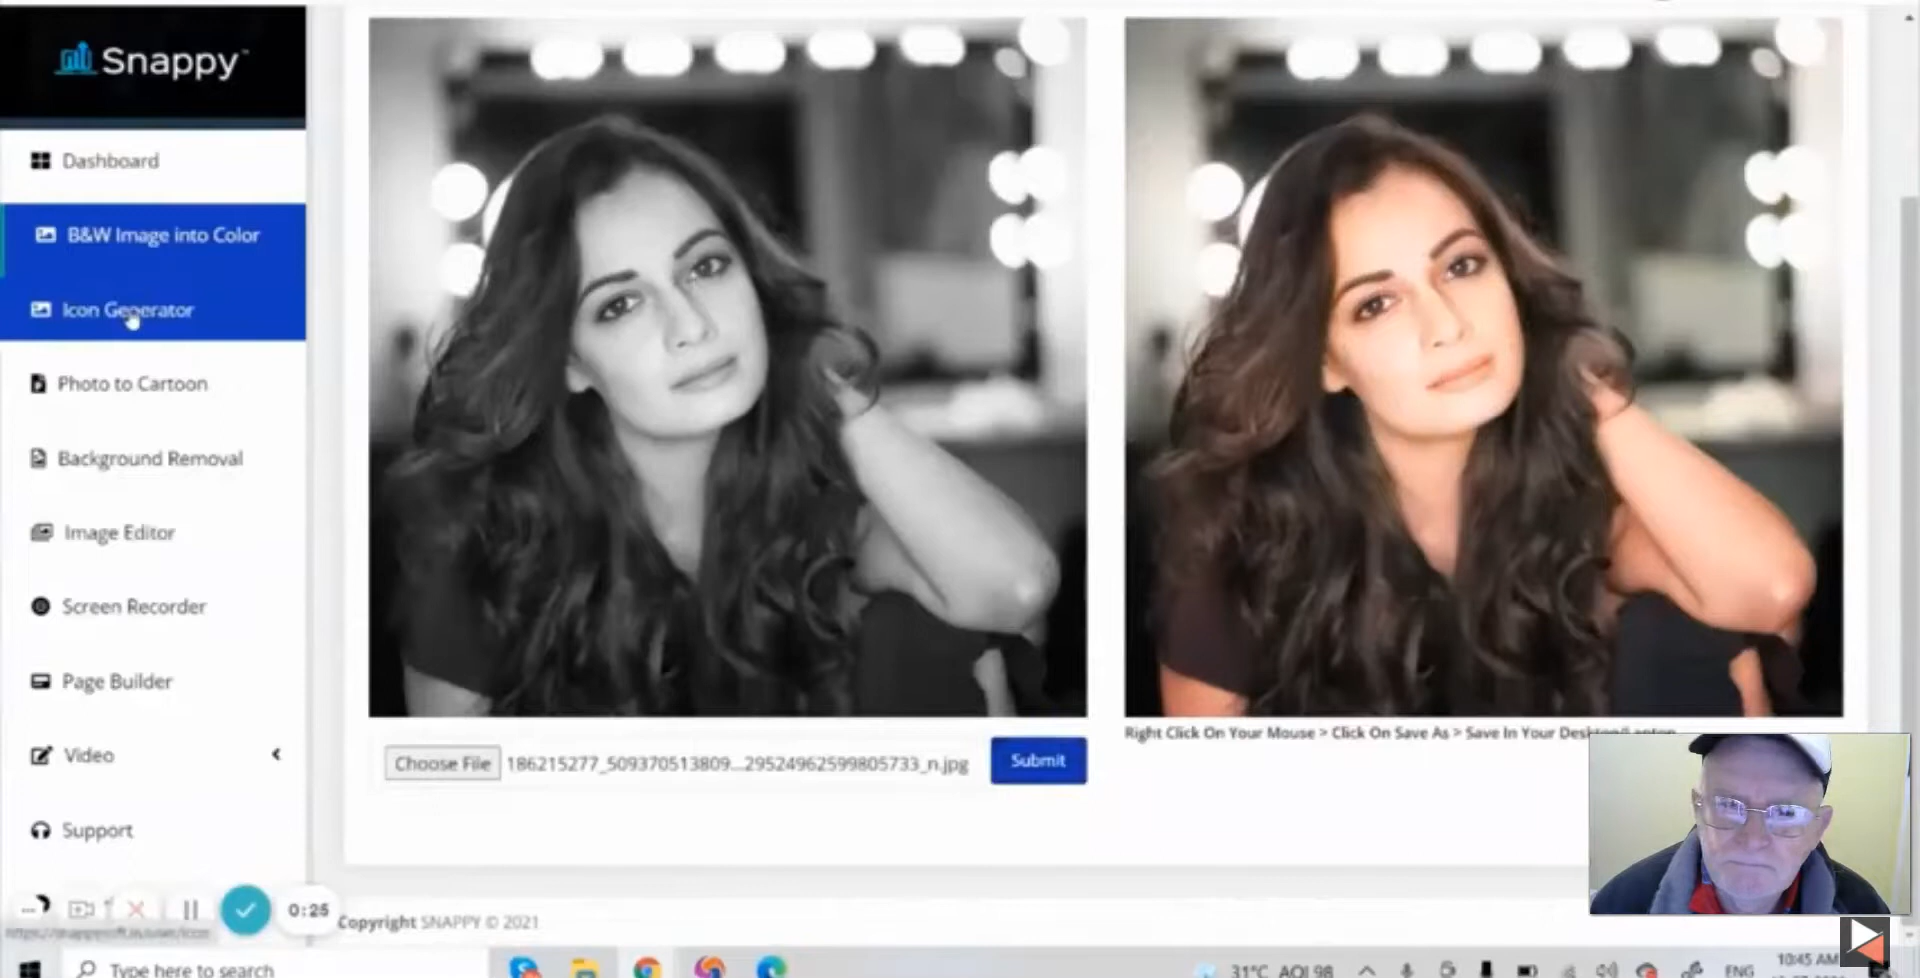 Snappy™
Dashboard
B&W Image into Color
Icon Generator
Photo to Cartoon
Background Removal
Image Editor
Screen Recorder
Page Builder
Video
Support
Choose File 186215277_509370513809...29524962599805733_n.jpg
Submit
Right Click On Your Mouse > Click On Save As > Save In Your
0:25
Copyright SNAPPY © 2021
Type here to search
31°C AQI 98
ENG
10:45 AM